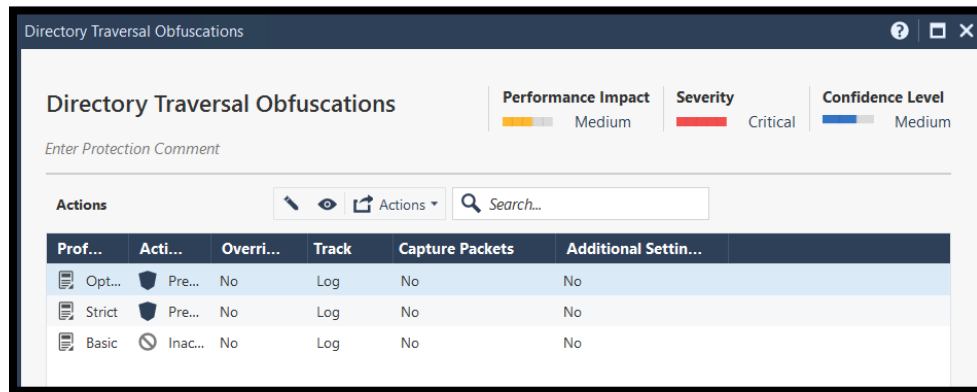 Directory Traversal Obfuscations
Directory Traversal Obfuscations
Performance Impact Severity Confidence Level
Medium Critical Medium
Enter Protection Comment
Actions Actions Search...
Prof... Acti... Overri... Track Capture Packets Additional Settin...
Opt... Pre... No Log No No
Strict Pre... No Log No No
Basic Inac... No Log No No